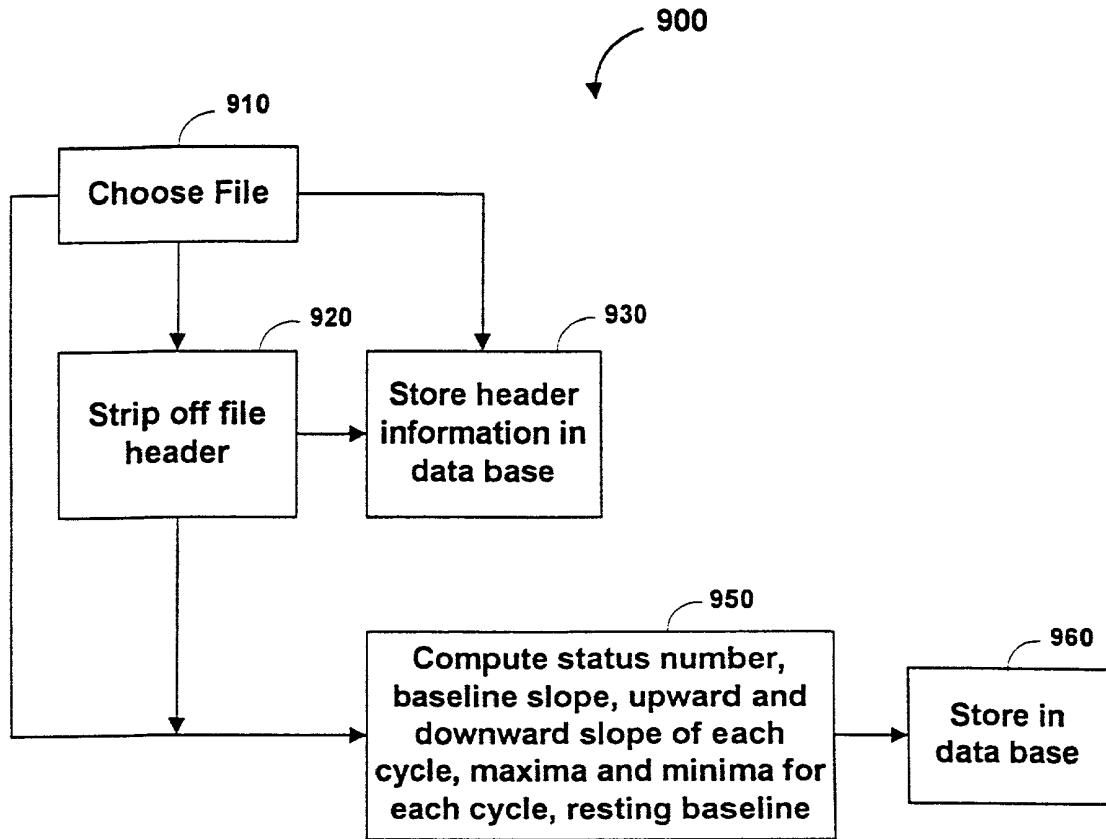 900
910
Choose File
920
930
Strip off file
header
Store header
information in
data base
950
960
Compute status number,
baseline slope, upward and
downward slope of each
cycle, maxima and minima for
each cycle, resting baseline
Store in
data base